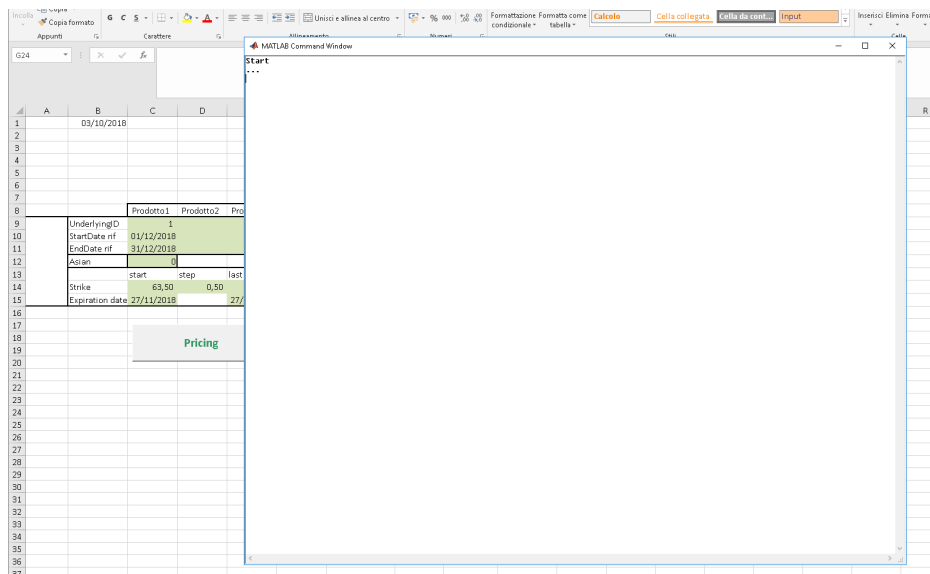 Incolla Copia
Copia formato
G C S
A
Unisci e allinea al centro
% 000
Formattazione condizionale
Formatta come tabella
Calcolo Cella collegata Cella da cont... Input
Inserisci Elimina
Appunti Carattere Stili Celle
G24 fx
MATLAB Command Window
Start
...
A B C D R
1 03/10/2018
2
3
4
5
6
7
8 Prodotto1 Prodotto2 Pro
9 UnderlyingID 1
10 StartDate rif 01/12/2018
11 EndDate rif 31/12/2018
12 Asian 0
13 start step last
14 Strike 63,50 0,50
15 Expiration date 27/11/2018 27/
16
17
18
Pricing
19
20
21
22
23
24
25
26
27
28
29
30
31
32
33
34
35
36
37